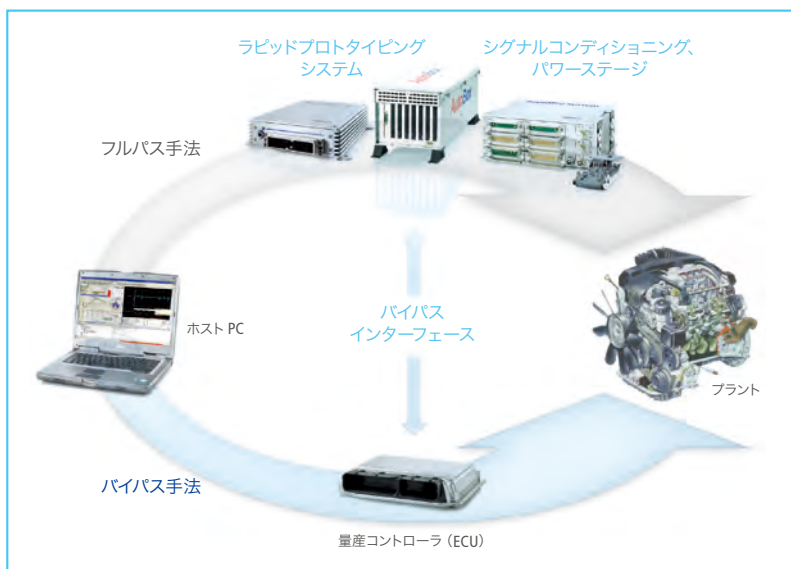 ラピッドプロトタイピング
システム
シグナルコンディショニング、
パワーステージ
フルパス手法
AutoBox
ホスト PC
バイパス
インターフェース
プラント
バイパス手法
量産コントローラ（ECU）